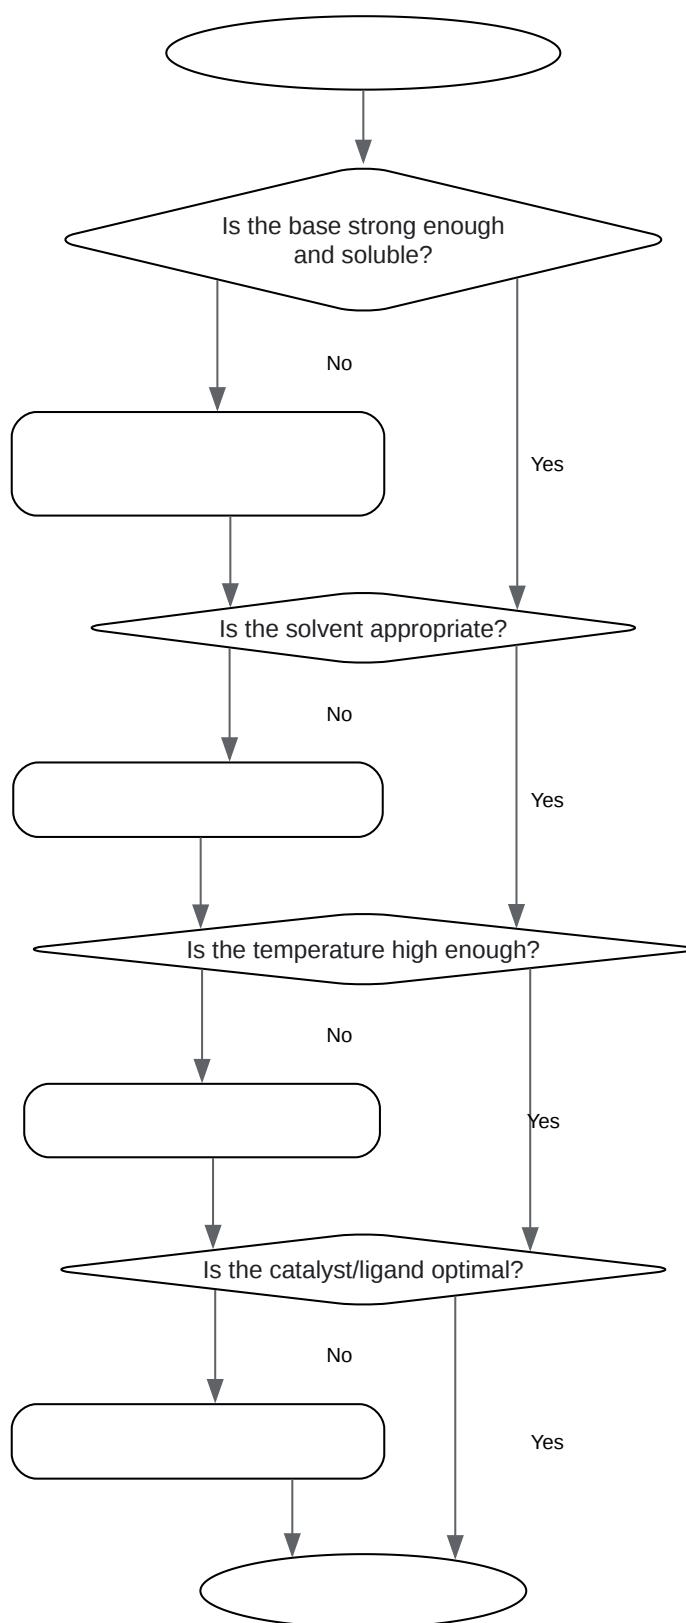 Is the base strong enough
and soluble?
No
Yes
Is the solvent appropriate?
No
Yes
Is the temperature high enough?
No
Yes
Is the catalyst/ligand optimal?
No
Yes